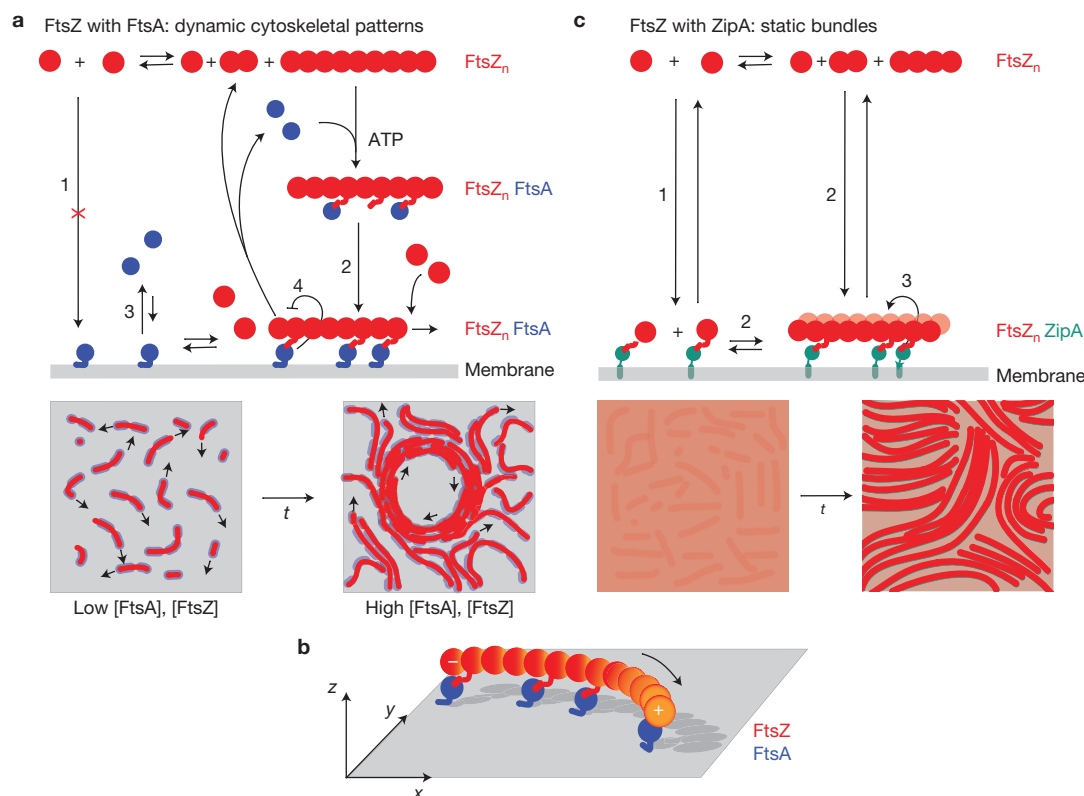 a FtsZ with FtsA: dynamic cytoskeletal patterns
+ + + FtsZn
ATP
1
FtsZn FtsA
2
3
4
FtsZn FtsA
Membrane
t
Low [FtsA], [FtsZ] High [FtsA], [FtsZ]
c FtsZ with ZipA: static bundles
+ + + FtsZn
1
2
3
+ 2
FtsZn ZipA
Membrane
t
b
z
y
x
−
+
FtsZ
FtsA